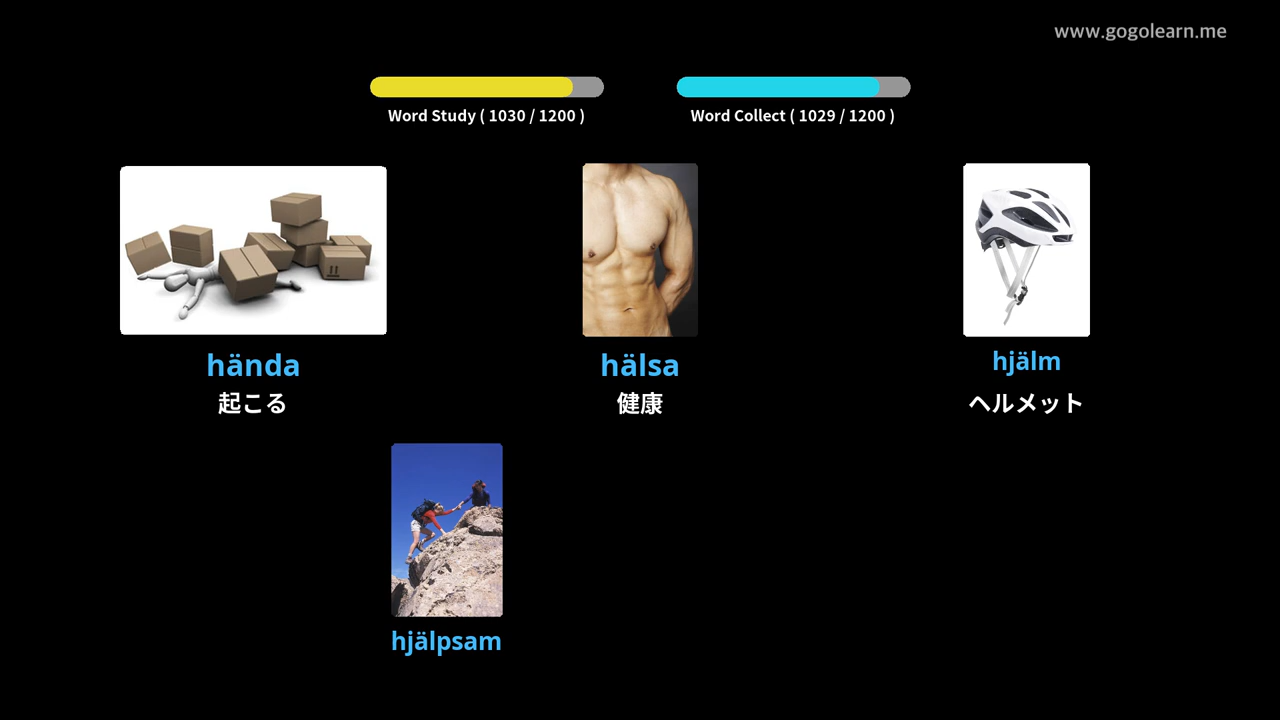 www.gogolearn.me
Word Study ( 1030 / 1200 )
Word Collect ( 1029 / 1200 )
hända
起こる
hälsa
健康
hjälm
ヘルメット
hjälpsam